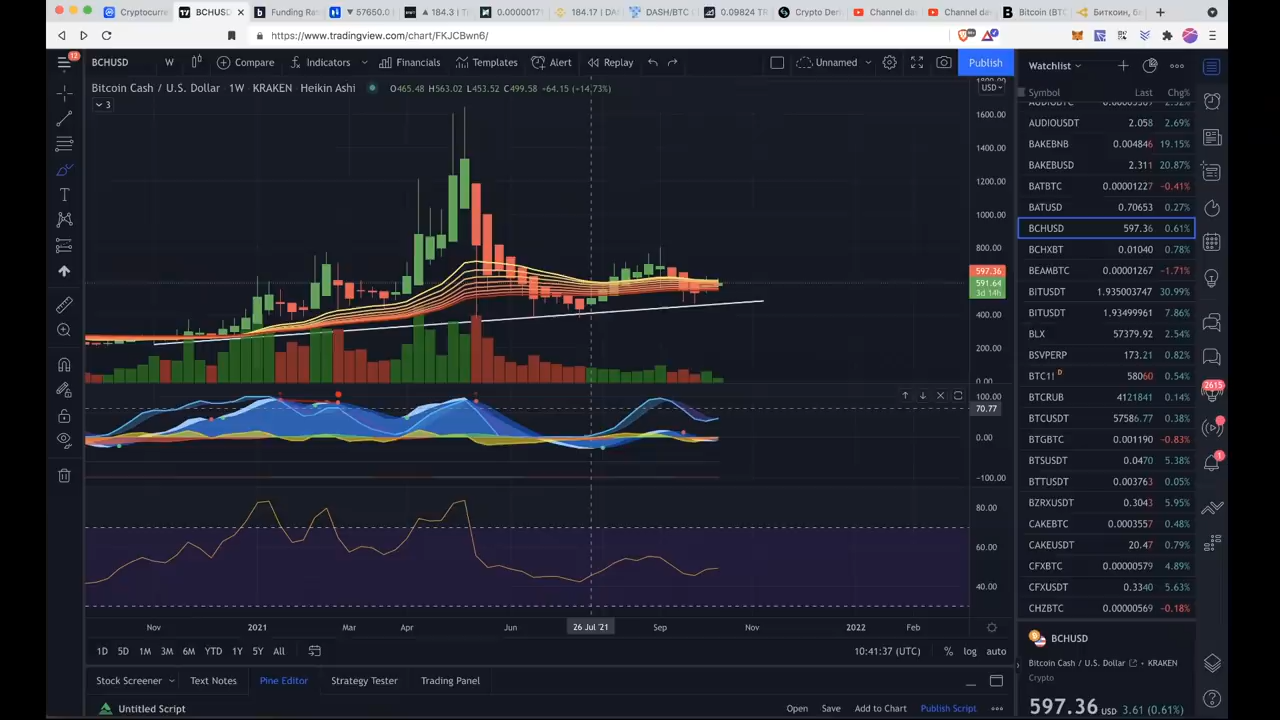 Cryptocurre
BCHUSD
Funding Ra
57650.0
184.3 | T
0.0000017
184.17 | DA
DASH/BTC
0.09824 TR
Crypto Der
Channel da
Channel da
Bitcoin (BT
Биткоин, б
https://www.tradingview.com/chart/FKJCBwn6/
12
BCHUSD W Compare Indicators Financials Templates Alert Replay Unnamed Publish
Bitcoin Cash / U.S. Dollar 1W KRAKEN Heikin Ashi O465.48 H563.02 L453.52 C499.58 +64.15 (+14.73%)
3
USD
1800.00
1600.00
1400.00
1200.00
1000.00
800.00
597.36
591.64
3d 14h
400.00
200.00
0.00
100.00
70.77
0.00
−100.00
80.00
60.00
40.00
Nov 2021 Mar Apr Jun 26 Jul '21 Sep Nov 2022 Feb
1D 5D 1M 3M 6M YTD 1Y 5Y All
10:41:37 (UTC) % log auto
Stock Screener Text Notes Pine Editor Strategy Tester Trading Panel
Untitled Script Open Save Add to Chart Publish Script
Watchlist
Symbol Last Chg%
AUDIOUSDT 2.058 2.69%
BAKEBNB 0.004846 19.15%
BAKEBUSD 2.311 20.87%
BATBTC 0.00001227 −0.41%
BATUSD 0.70653 0.27%
BCHUSD 597.36 0.61%
BCHXBT 0.01040 0.78%
BEAMBTC 0.00001267 −1.71%
BITUSDT 1.935003747 30.99%
BITUSDT 1.93499961 7.86%
BLX 57379.92 2.54%
BSVPERP 173.21 0.82%
BTC1! D 58060 0.54%
BTCRUB 4121841 0.14%
BTCUSDT 57586.77 0.38%
BTGBTC 0.001190 −0.83%
BTSUSDT 0.0470 5.38%
BTTUSDT 0.003763 0.05%
BZRXUSDT 0.3043 5.95%
CAKEBTC 0.0003557 0.48%
CAKEUSDT 20.47 0.79%
CFXBTC 0.00000579 4.89%
CFXUSDT 0.3340 5.63%
CHZBTC 0.00000569 −0.18%
BCHUSD
Bitcoin Cash / U.S. Dollar KRAKEN
Crypto
597.36 USD 3.61 (0.61%)
2615
1